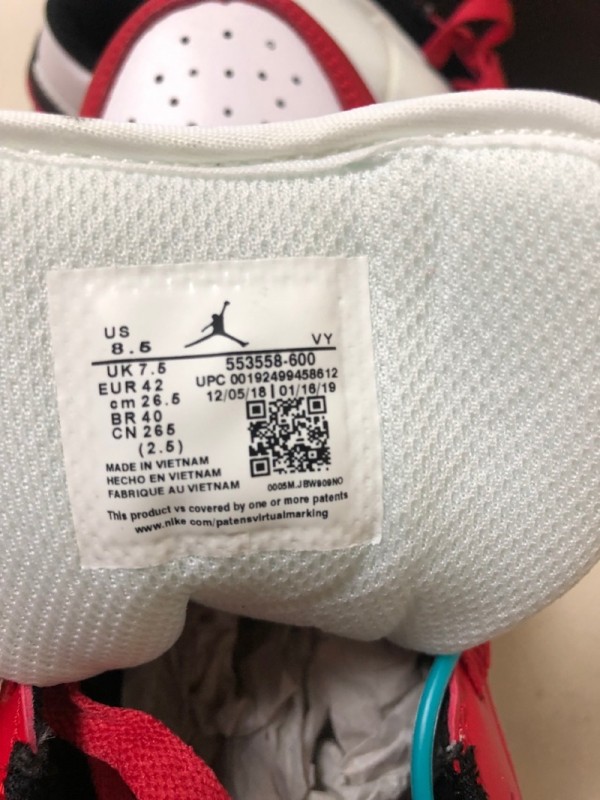 US
8.5
VY
UK 7.5
553558-600
EUR 42
UPC 00192499458612
cm 26.5
12/05/18 | 01/16/19
BR 40
CN 265
(2.5)
MADE IN VIETNAM
HECHO EN VIETNAM
FABRIQUE AU VIETNAM
0005M.JBW909NO
This product vs covered by one or more patents
www.nike com/patensvirtualmarking